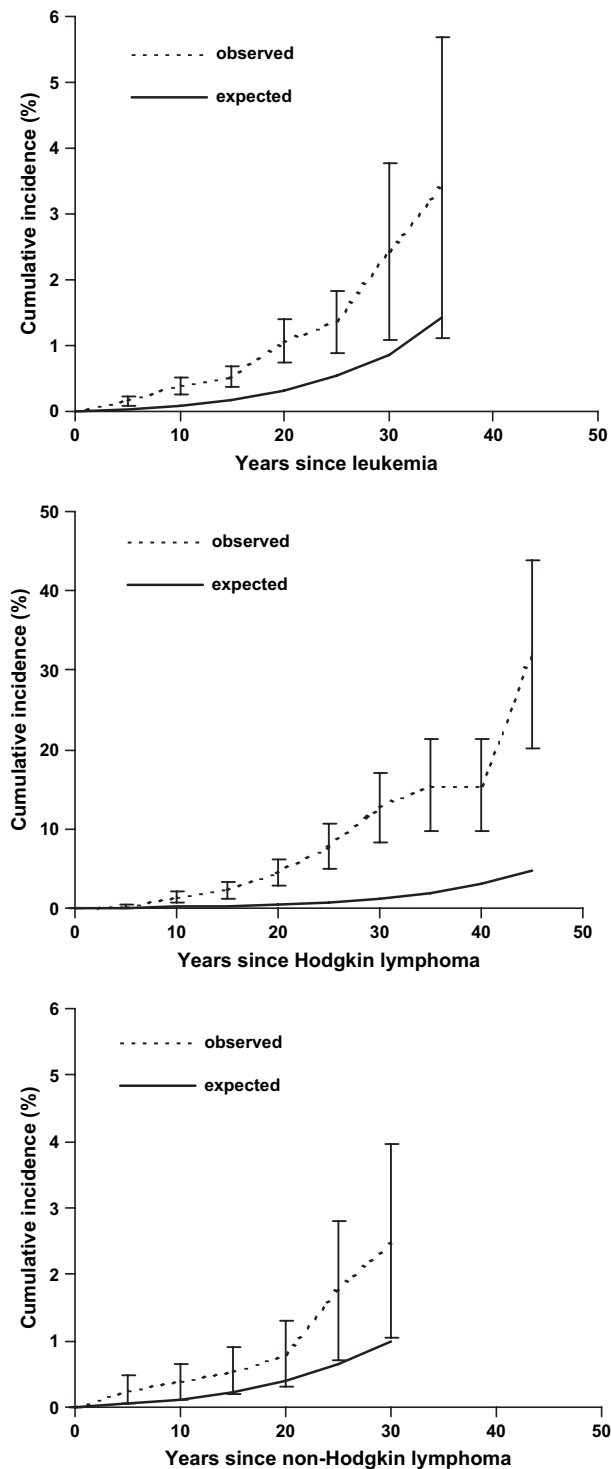 6
5
4
3
2
1
0
Cumulative incidence (%)
observed
expected
0 10 20 30 40 50
Years since leukemia
50
40
30
20
10
0
Cumulative incidence (%)
observed
expected
0 10 20 30 40 50
Years since Hodgkin lymphoma
6
5
4
3
2
1
0
Cumulative incidence (%)
observed
expected
0 10 20 30 40 50
Years since non-Hodgkin lymphoma